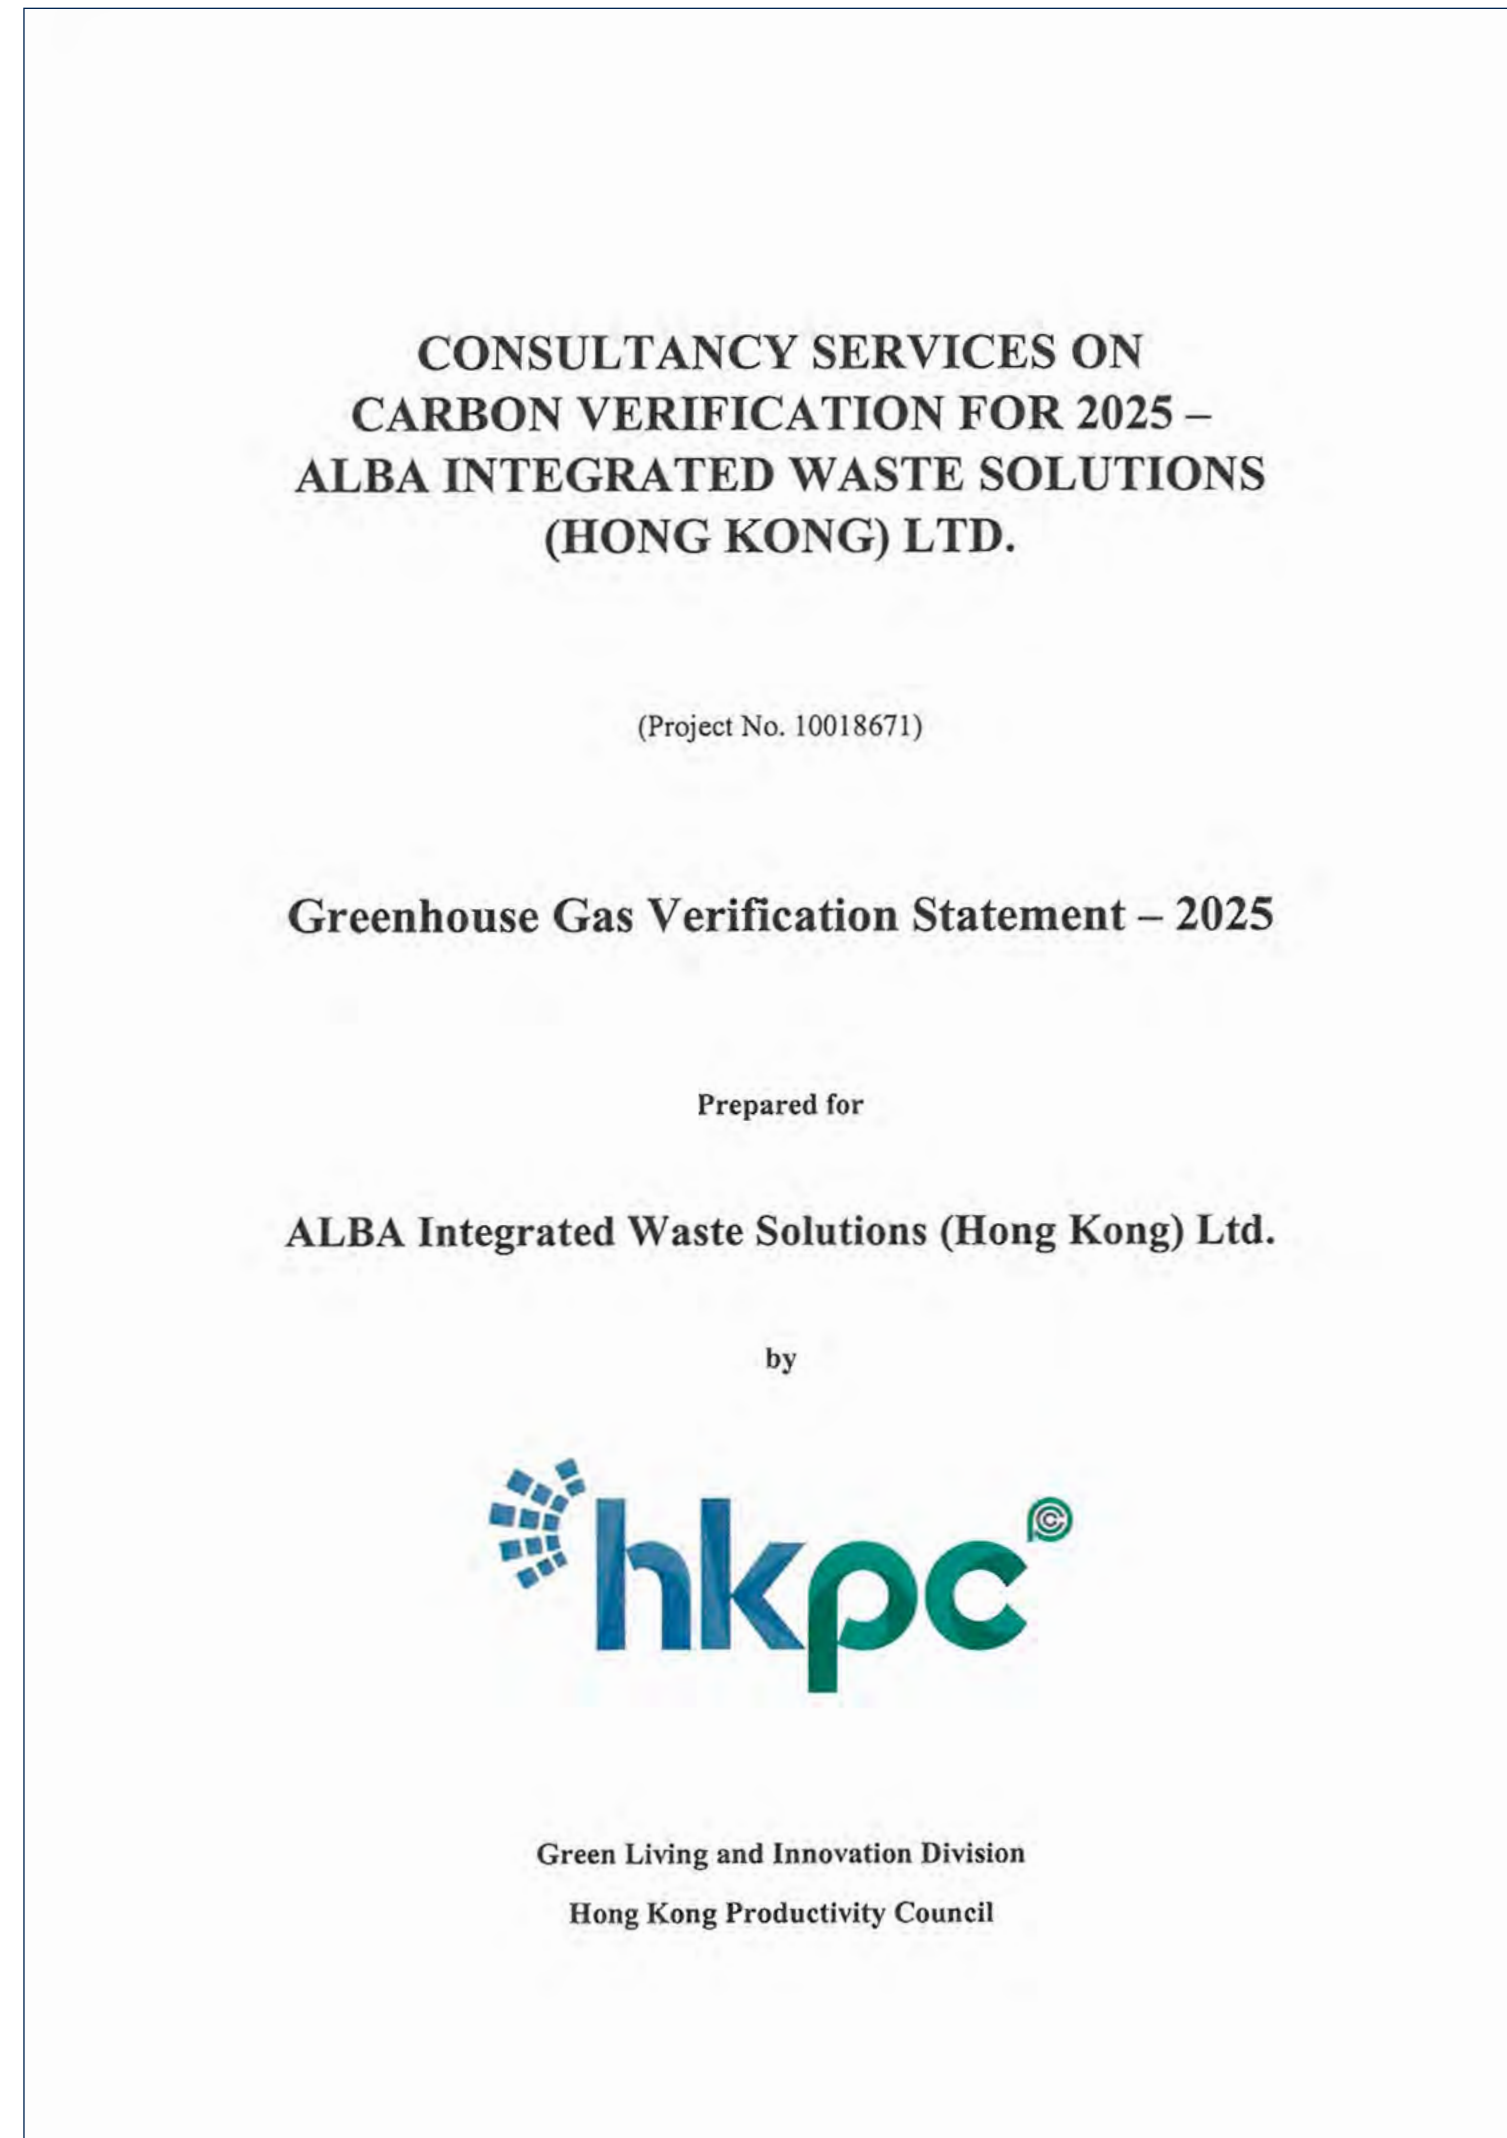 CONSULTANCY SERVICES ON
CARBON VERIFICATION FOR 2025 –
ALBA INTEGRATED WASTE SOLUTIONS
(HONG KONG) LTD.
(Project No. 10018671)
Greenhouse Gas Verification Statement – 2025
Prepared for
ALBA Integrated Waste Solutions (Hong Kong) Ltd.
by
hkpc
Green Living and Innovation Division
Hong Kong Productivity Council